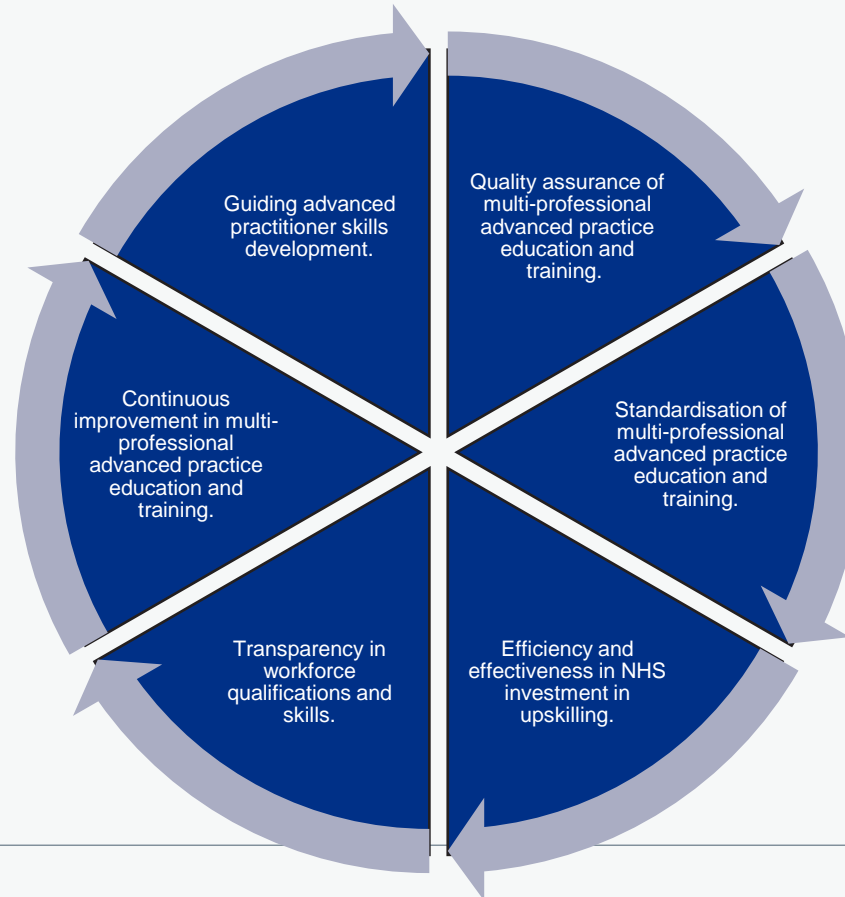 Guiding advanced
practitioner skills
development.
Quality assurance of
multi-professional
advanced practice
education and
training.
Standardisation of
multi-professional
advanced practice
education and
training.
Efficiency and
effectiveness in NHS
investment in
upskilling.
Transparency in
workforce
qualifications and
skills.
Continuous
improvement in multi-
professional
advanced practice
education and
training.